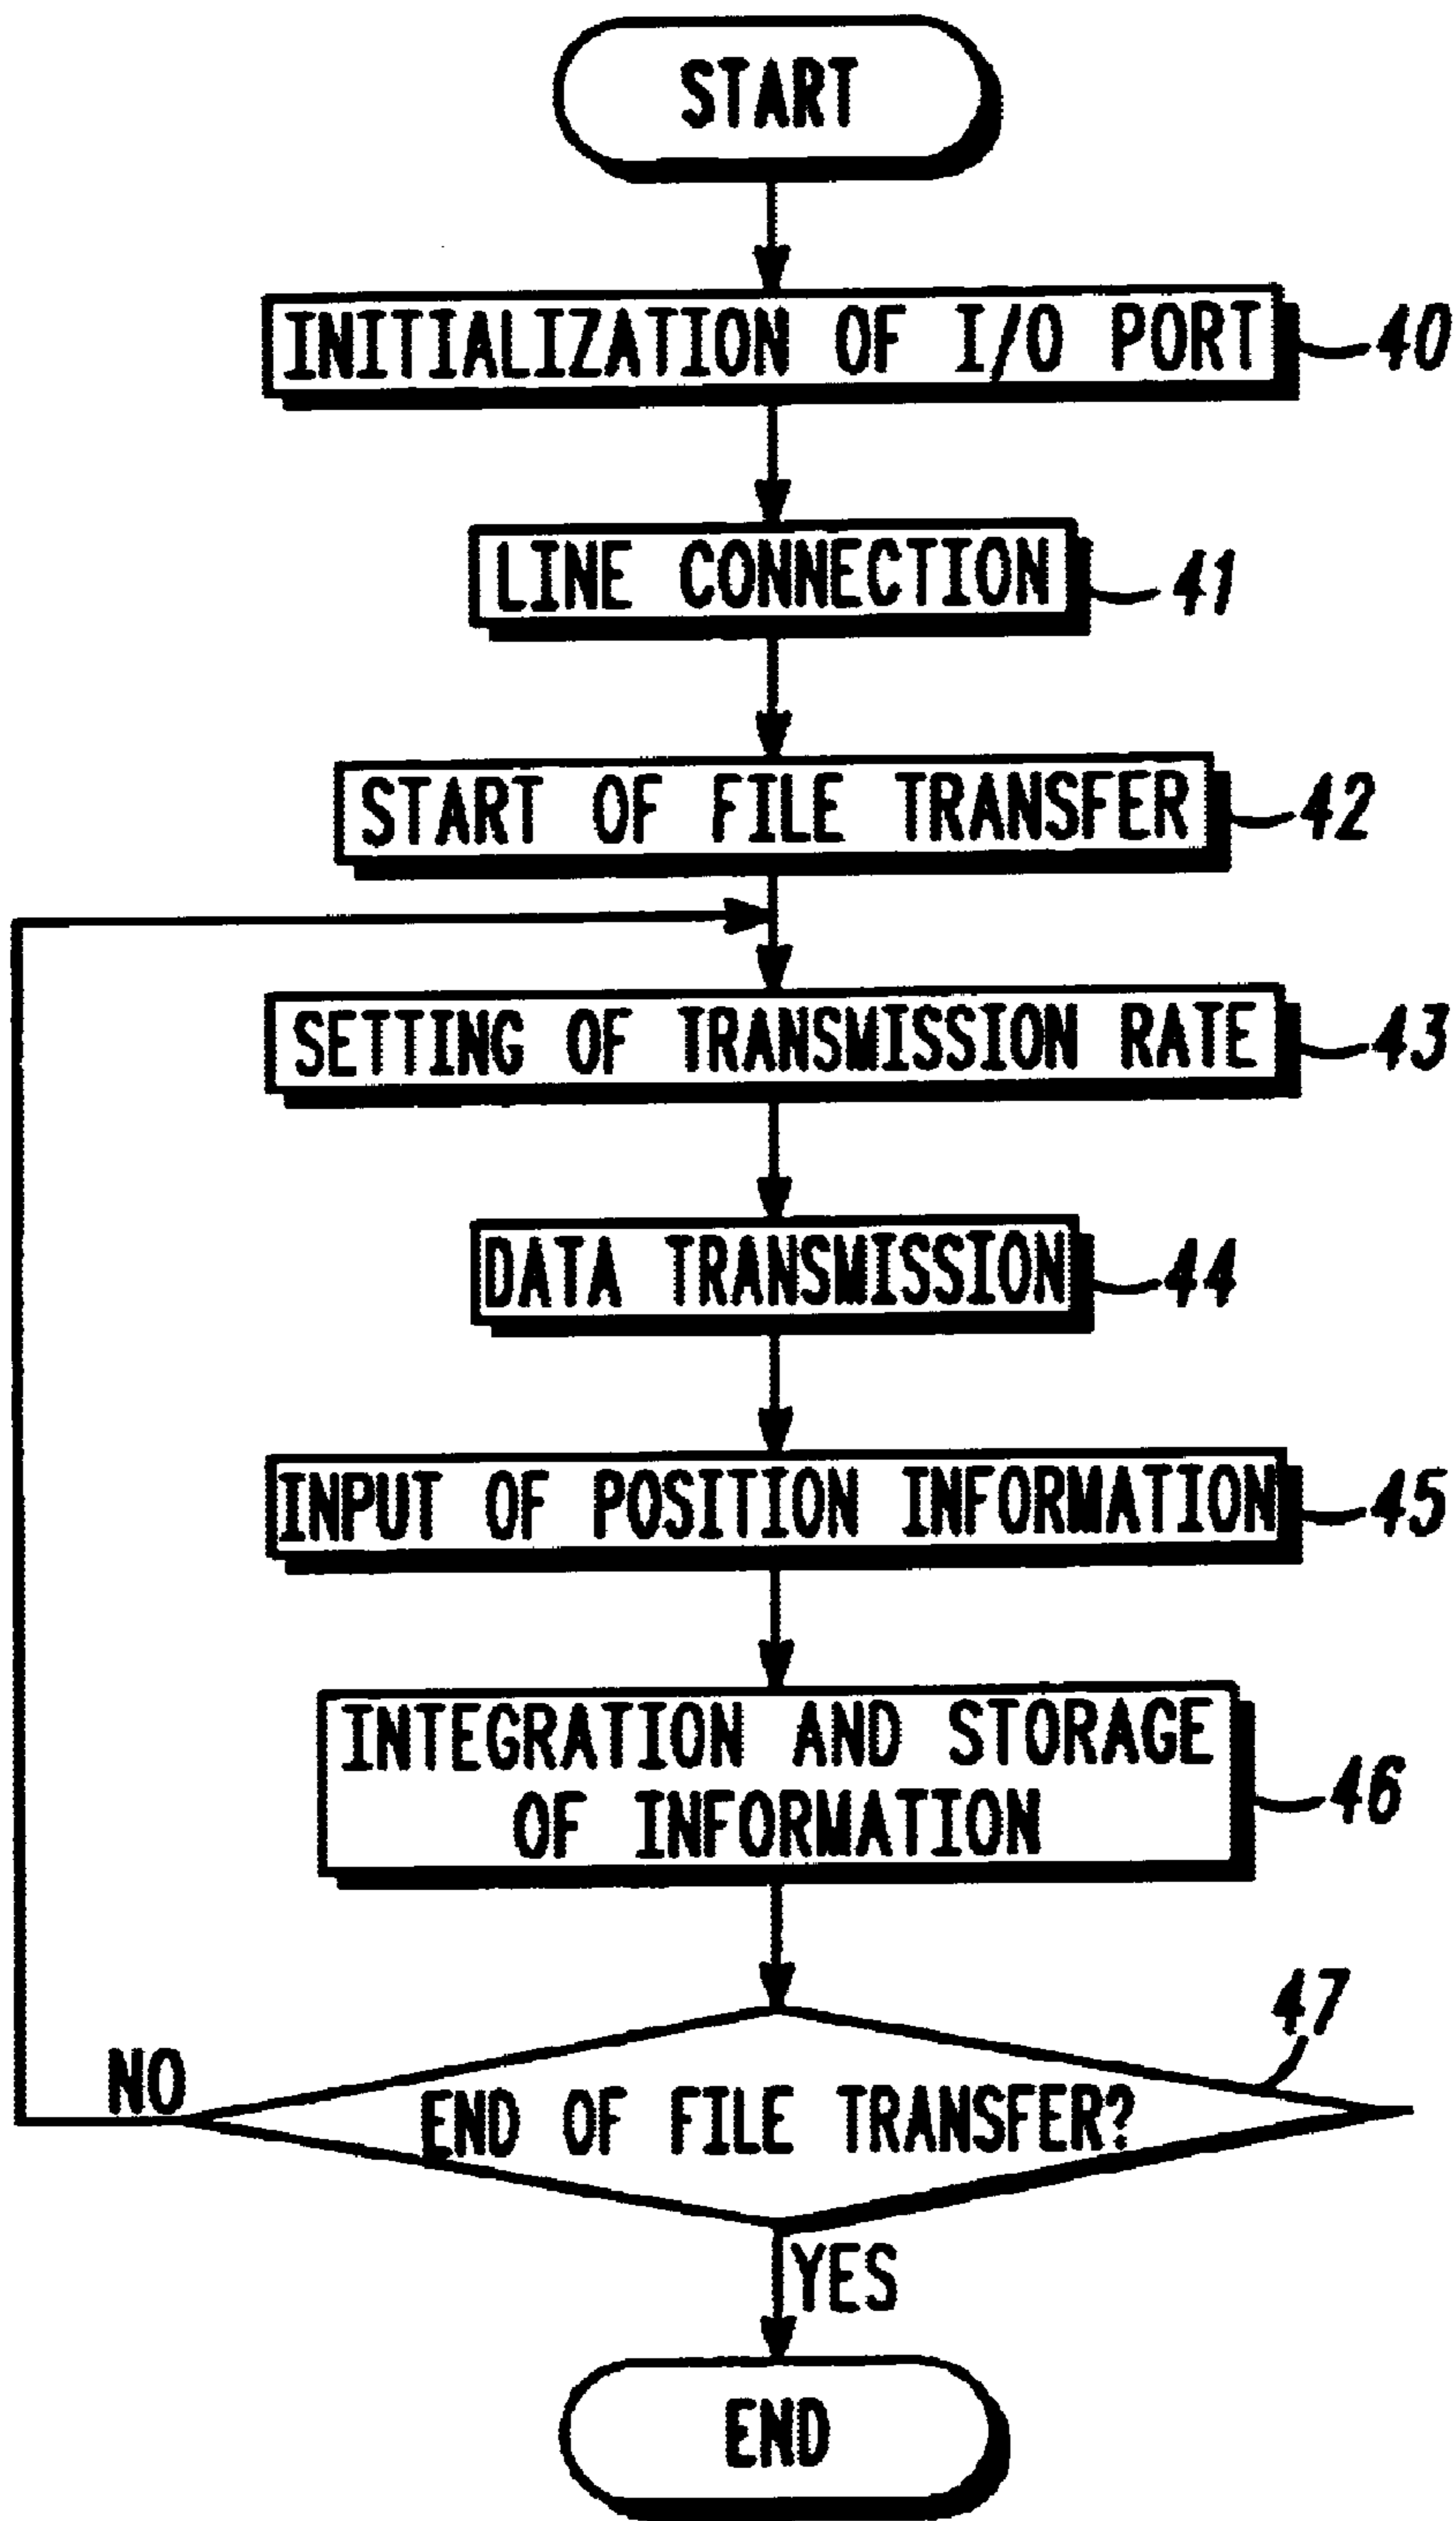 START
INITIALIZATION OF I/O PORT
40
LINE CONNECTION
41
START OF FILE TRANSFER
42
SETTING OF TRANSMISSION RATE
43
DATA TRANSMISSION
44
INPUT OF POSITION INFORMATION
45
INTEGRATION AND STORAGE
OF INFORMATION
46
47
NO
END OF FILE TRANSFER?
YES
END